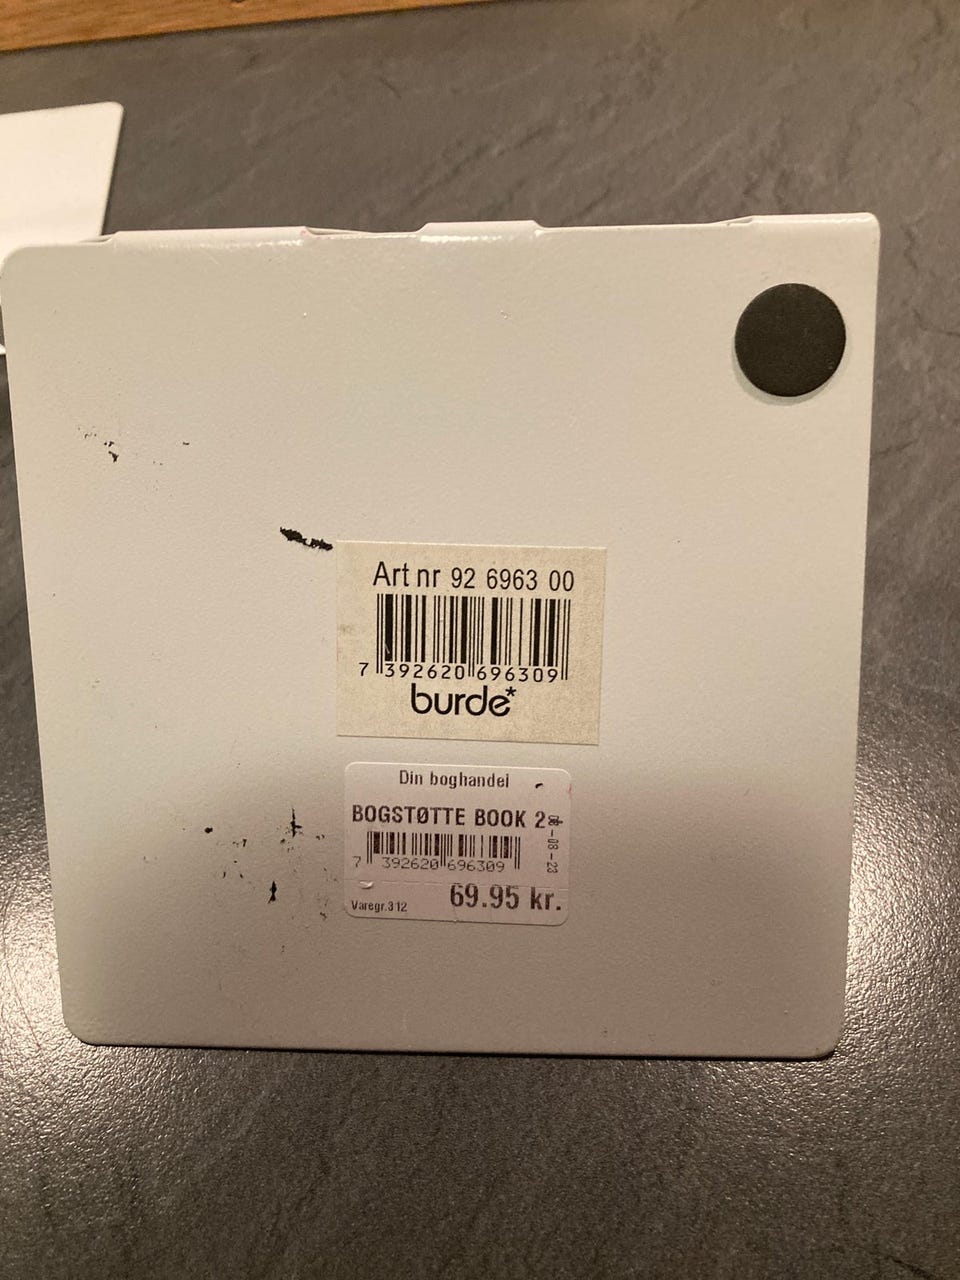 Art nr 92 6963 00
7 392620 696309
burde*
Din boghandel
BOGSTØTTE BOOK 2
7 392620 696309
69.95 kr.
Varegr.312